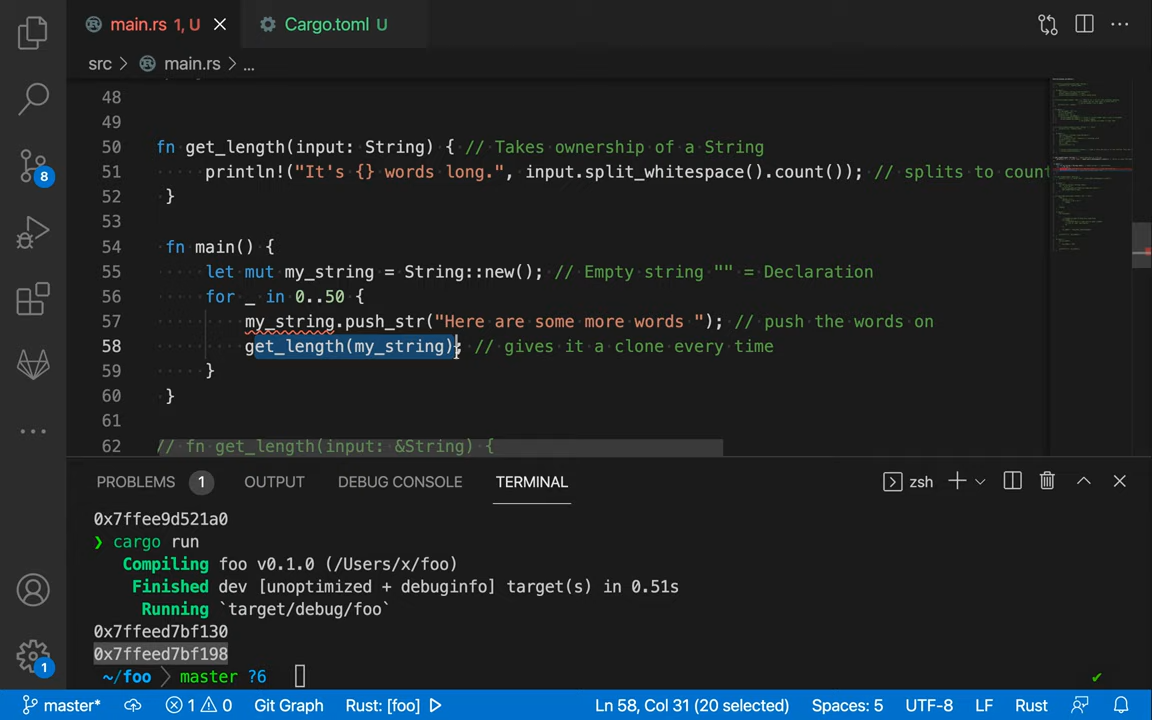 main.rs 1, U
Cargo.toml U
src > main.rs > ...
48
49
50 fn get_length(input: String) { // Takes ownership of a String
51 println!("It's {} words long.", input.split_whitespace().count()); // splits to count
52 }
53
54 fn main() {
55 let mut my_string = String::new(); // Empty string "" = Declaration
56 for _ in 0..50 {
57 my_string.push_str("Here are some more words "); // push the words on
58 get_length(my_string); // gives it a clone every time
59 }
60 }
61
62 // fn get_length(input: &String) {
8
PROBLEMS 1 OUTPUT DEBUG CONSOLE TERMINAL zsh
0x7ffee9d521a0
❯ cargo run
Compiling foo v0.1.0 (/Users/x/foo)
Finished dev [unoptimized + debuginfo] target(s) in 0.51s
Running `target/debug/foo`
0x7ffeed7bf130
0x7ffeed7bf198
~/foo master ?6 ✔
1
master* 1 0 Git Graph Rust: [foo] Ln 58, Col 31 (20 selected) Spaces: 5 UTF-8 LF Rust